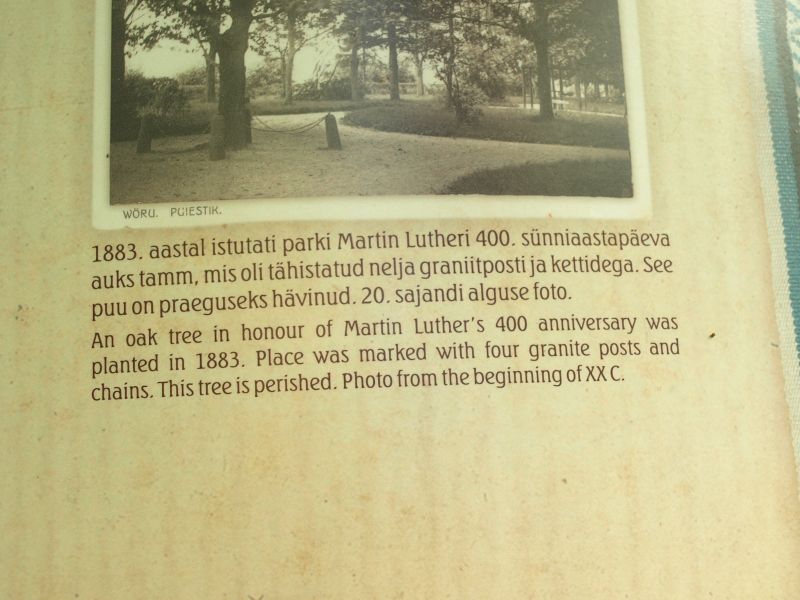 WÕRU. PUIESTIK.
1883. aastal istutati parki Martin Lutheri 400. sünniaastapäeva
auks tamm, mis oli tähistatud nelja graniitposti ja kettidega. See
puu on praeguseks hävinud. 20. sajandi alguse foto.
An oak tree in honour of Martin Luther's 400 anniversary was
planted in 1883. Place was marked with four granite posts and
chains. This tree is perished. Photo from the beginning of XX C.